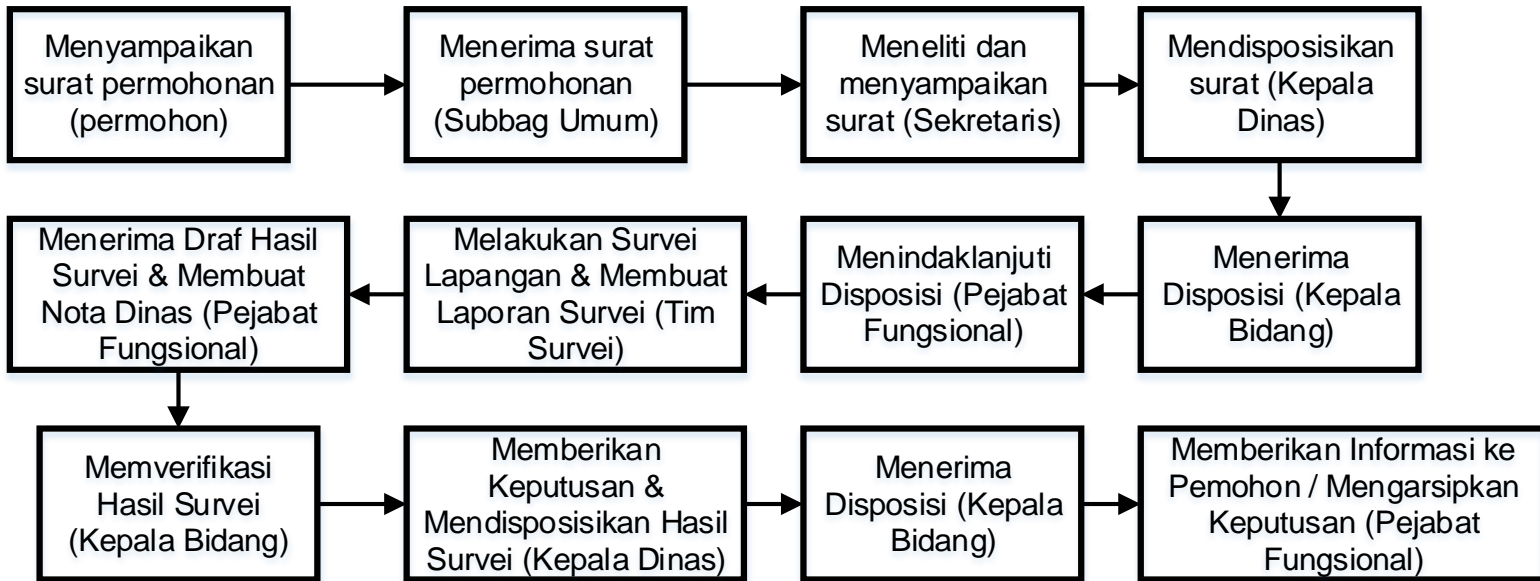 Menyampaikan
surat permohonan
(permohon)
Menerima surat
permohonan
(Subbag Umum)
Meneliti dan
menyampaikan
surat (Sekretaris)
Mendisposisikan
surat (Kepala
Dinas)
Menerima
Disposisi (Kepala
Bidang)
Menindaklanjuti
Disposisi (Pejabat
Fungsional)
Melakukan Survei
Lapangan & Membuat
Laporan Survei (Tim
Survei)
Menerima Draf Hasil
Survei & Membuat
Nota Dinas (Pejabat
Fungsional)
Memverifikasi
Hasil Survei
(Kepala Bidang)
Memberikan
Keputusan &
Mendisposisikan Hasil
Survei (Kepala Dinas)
Menerima
Disposisi (Kepala
Bidang)
Memberikan Informasi ke
Pemohon / Mengarsipkan
Keputusan (Pejabat
Fungsional)